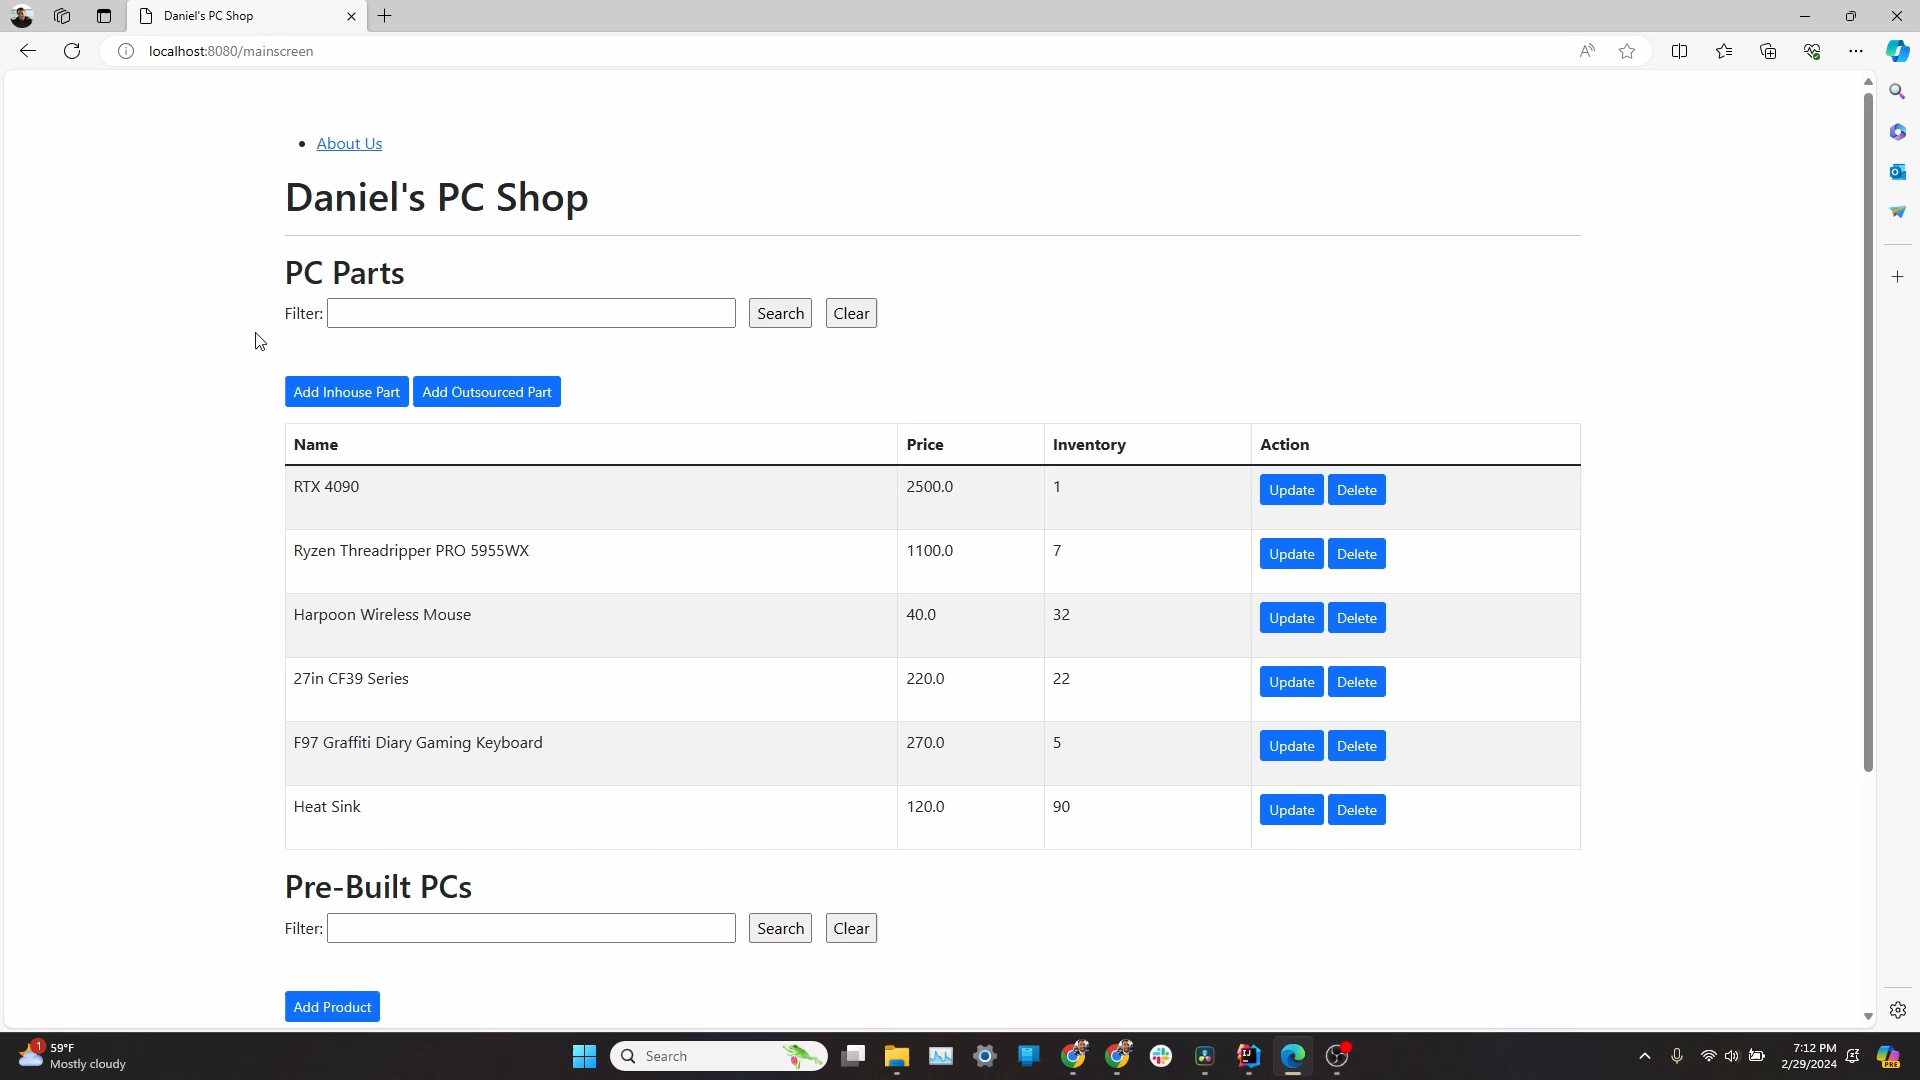 Daniel's PC Shop
localhost:8080/mainscreen
About Us
Daniel's PC Shop
PC Parts
Filter: Search Clear
Add Inhouse Part Add Outsourced Part
Name Price Inventory Action
RTX 4090 2500.0 1 Update Delete
Ryzen Threadripper PRO 5955WX 1100.0 7 Update Delete
Harpoon Wireless Mouse 40.0 32 Update Delete
27in CF39 Series 220.0 22 Update Delete
F97 Graffiti Diary Gaming Keyboard 270.0 5 Update Delete
Heat Sink 120.0 90 Update Delete
Pre-Built PCs
Filter: Search Clear
Add Product
1
59°F
Mostly cloudy
Search
7:12 PM
2/29/2024
PRE